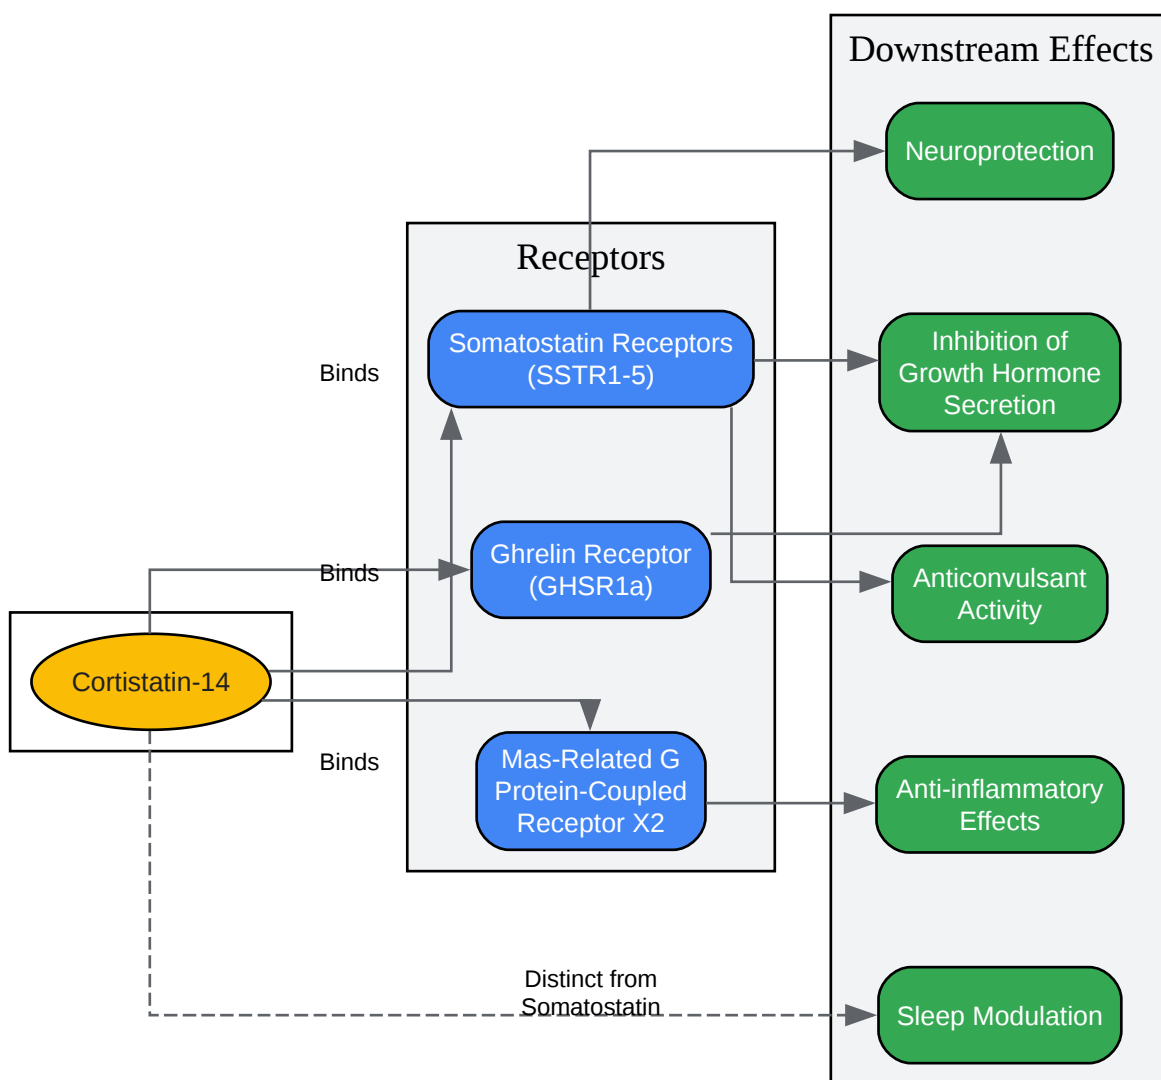 Downstream Effects
Neuroprotection
Receptors
Somatostatin Receptors
(SSTR1-5)
Inhibition of
Growth Hormone
Secretion
Binds
Ghrelin Receptor
(GHSR1a)
Binds
Anticonvulsant
Activity
Cortistatin-14
Binds
Mas-Related G
Protein-Coupled
Receptor X2
Anti-inflammatory
Effects
Distinct from
Somatostatin
Sleep Modulation